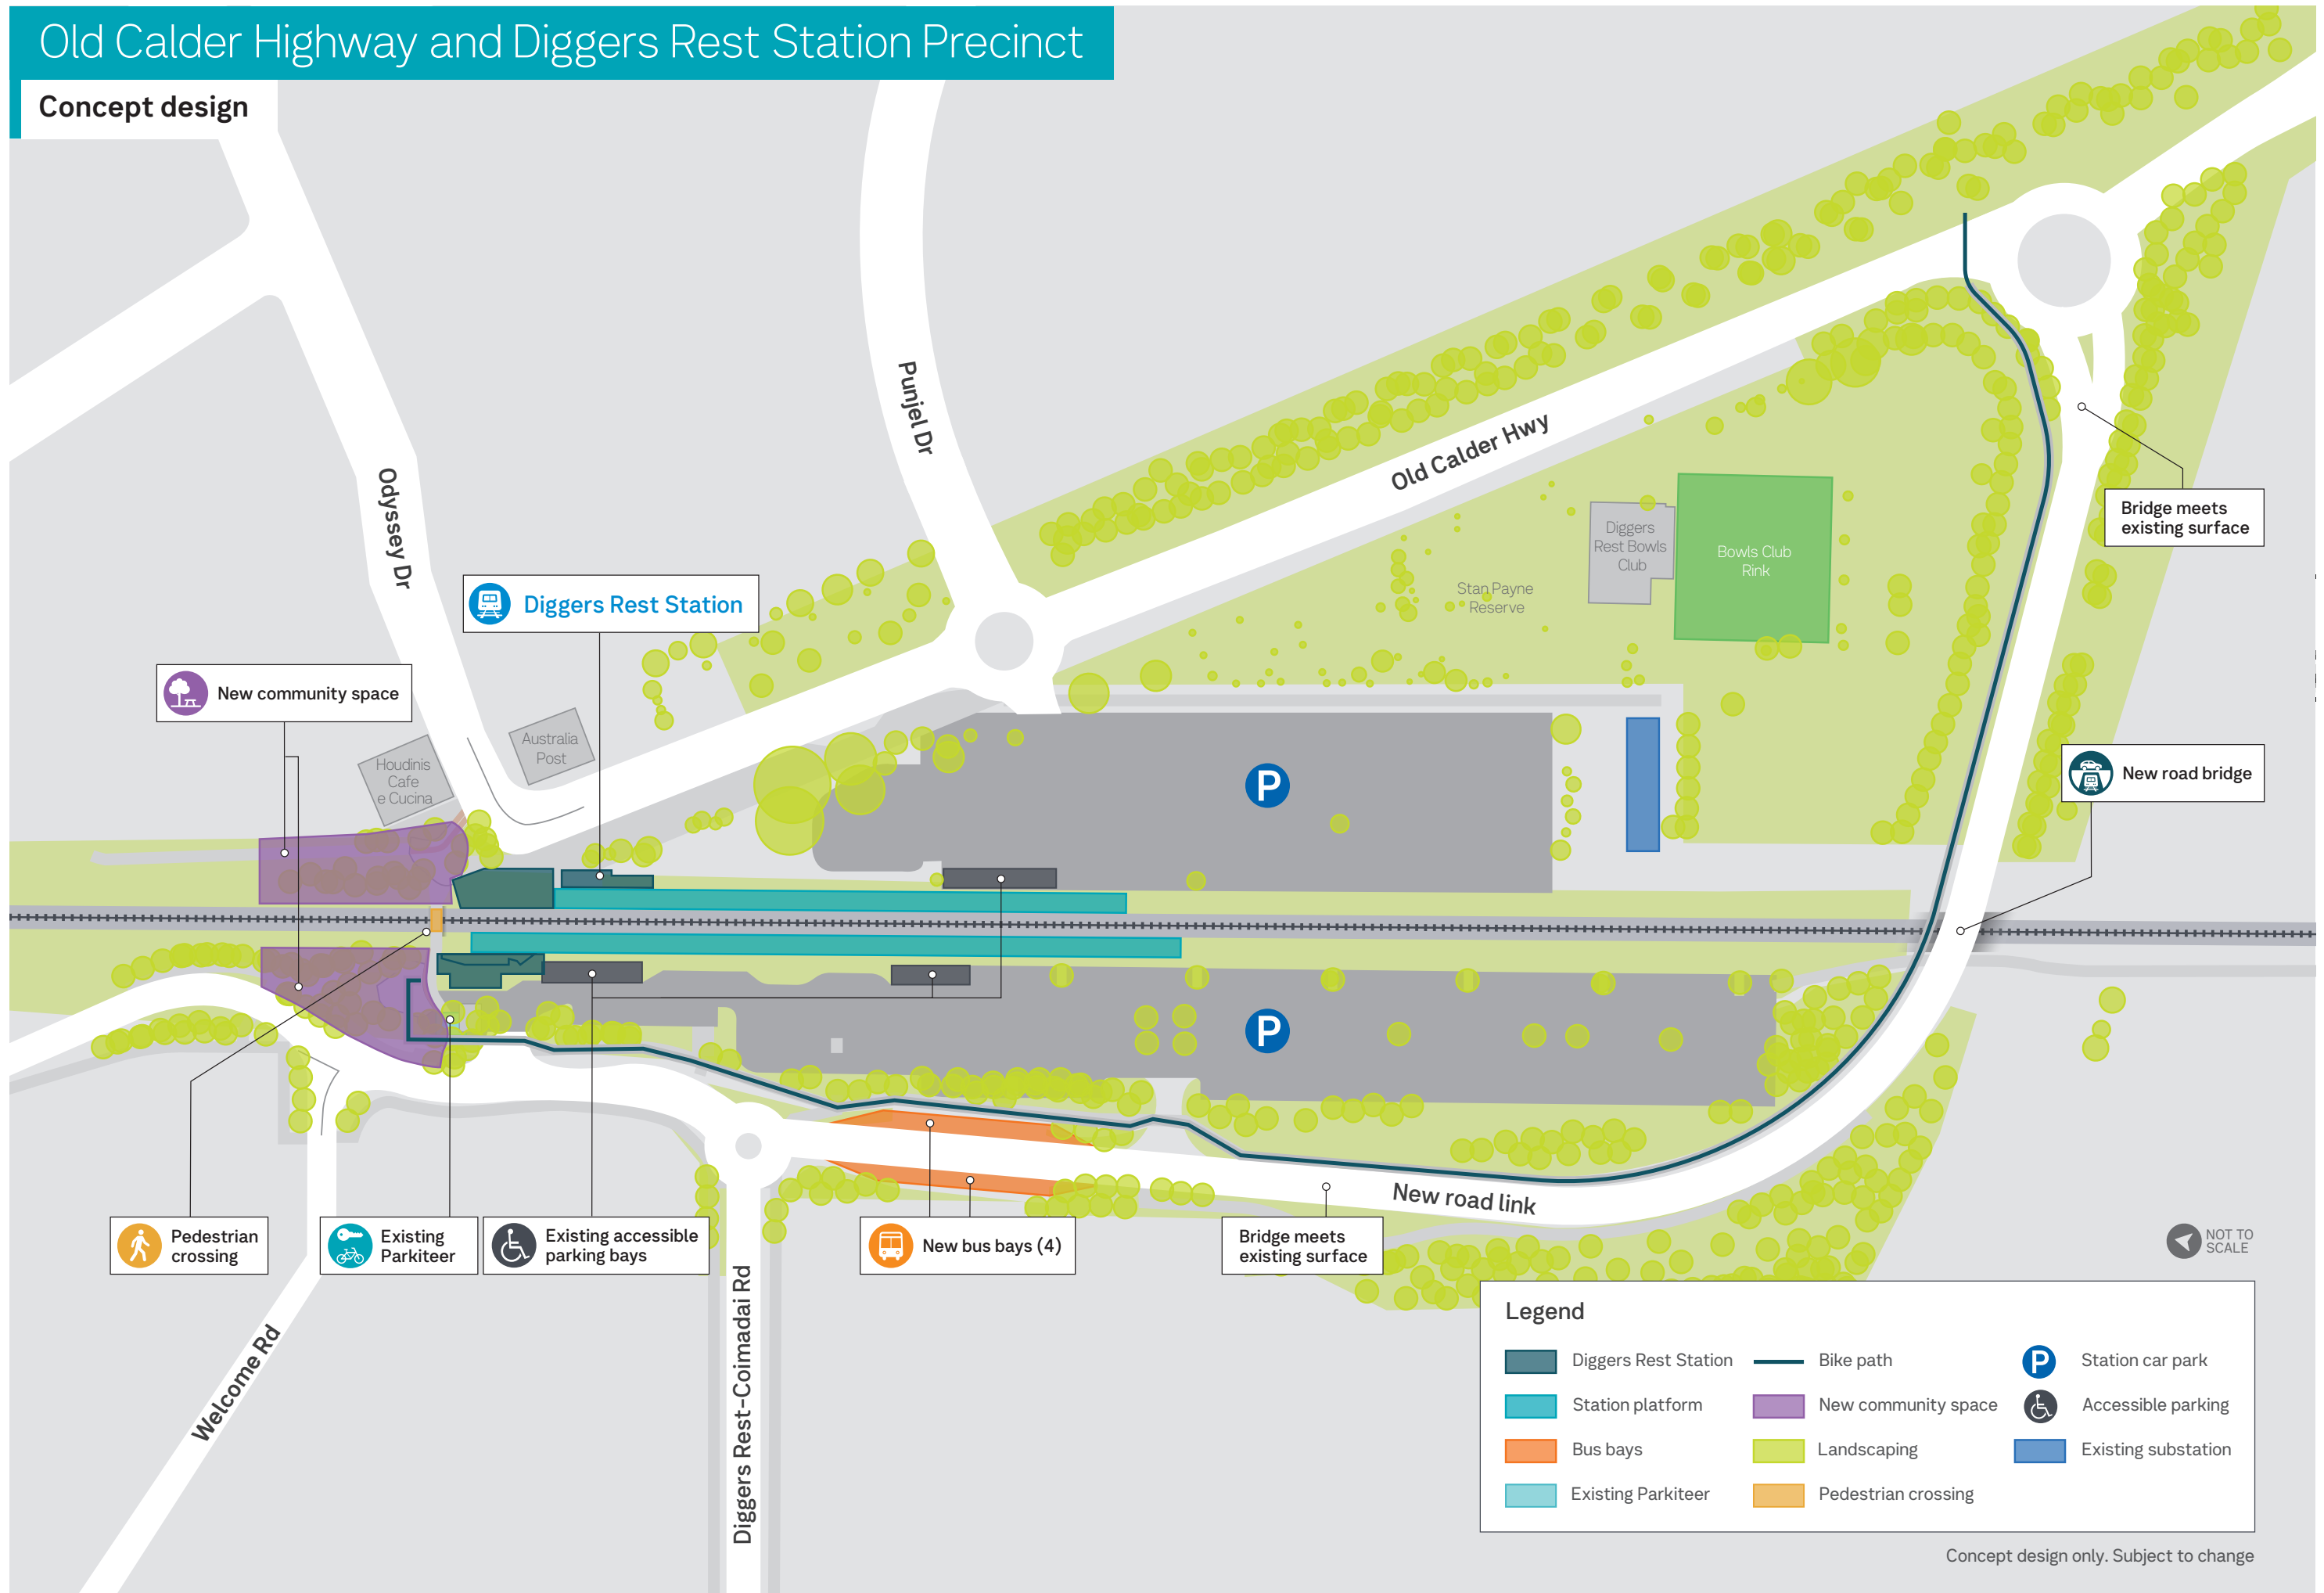 Old Calder Highway and Diggers Rest Station Precinct
Concept design
Punjel Dr
Old Calder Hwy
Odyssey Dr
Bridge meets
existing surface
Diggers
Rest Bowls
Club
Bowls Club
Rink
Stan Payne
Reserve
Diggers Rest Station
New community space
Australia
Post
Houdinis
Cafe
e Cucina
P
New road bridge
P
New road link
Pedestrian
crossing
Existing
Parkiteer
Existing accessible
parking bays
New bus bays (4)
Bridge meets
existing surface
NOT TO
SCALE
Welcome Rd
Diggers Rest-Coimadai Rd
Legend
Diggers Rest Station
Bike path
P
Station car park
Station platform
New community space
Accessible parking
Bus bays
Landscaping
Existing substation
Existing Parkiteer
Pedestrian crossing
Concept design only. Subject to change